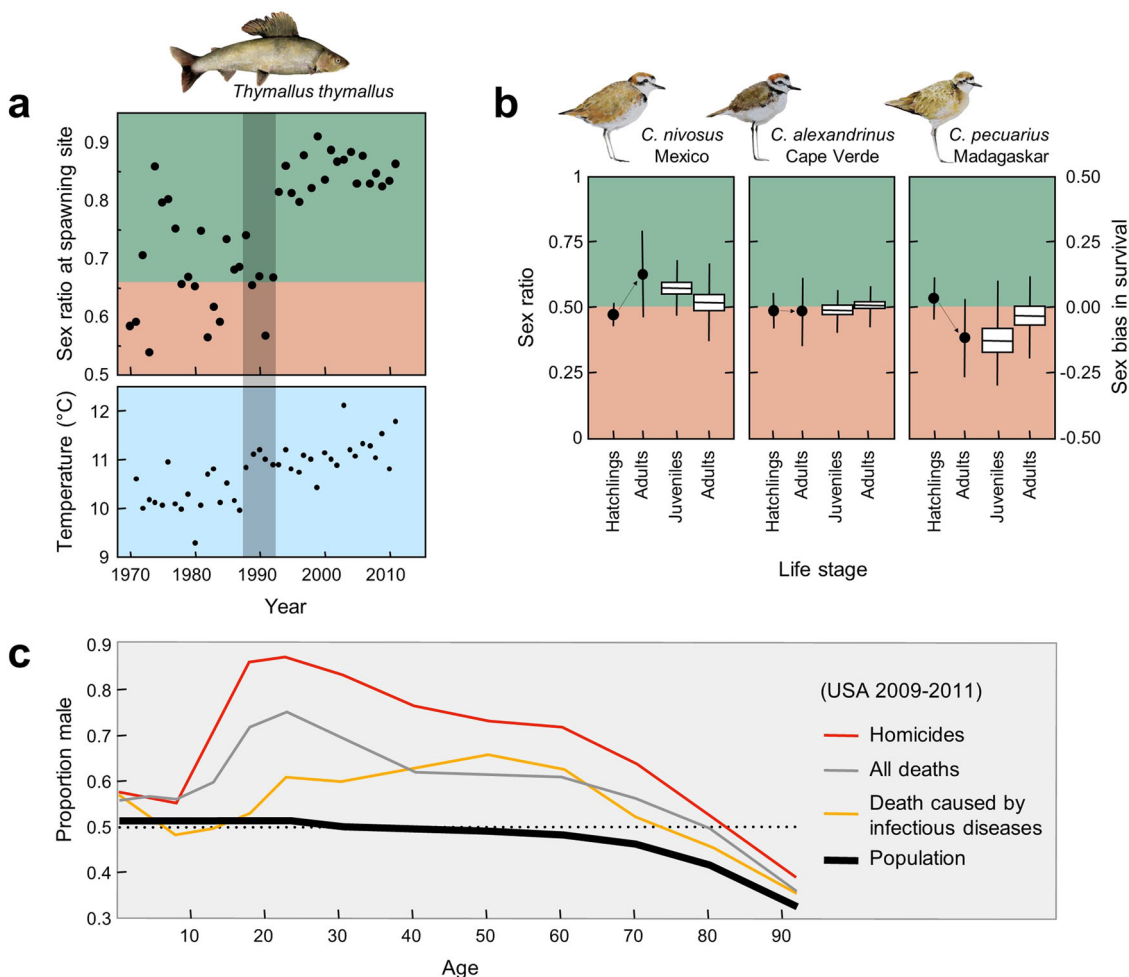 a
Thymallus thymallus
Sex ratio at spawning site
0.9
0.8
0.7
0.6
0.5
Temperature (°C)
12
11
10
9
1970
1980
1990
2000
2010
Year
b
C. nivosus
Mexico
C. alexandrinus
Cape Verde
C. pecuarius
Madagaskar
Sex ratio
1
0.75
0.50
0.25
0
0.50
0.25
0.00
-0.25
-0.50
Sex bias in survival
Hatchlings
Adults
Juveniles
Adults
Hatchlings
Adults
Juveniles
Adults
Hatchlings
Adults
Juveniles
Adults
Life stage
c
Proportion male
0.9
0.8
0.7
0.6
0.5
0.4
0.3
10
20
30
40
50
60
70
80
90
Age
(USA 2009-2011)
Homicides
All deaths
Death caused by
infectious diseases
Population